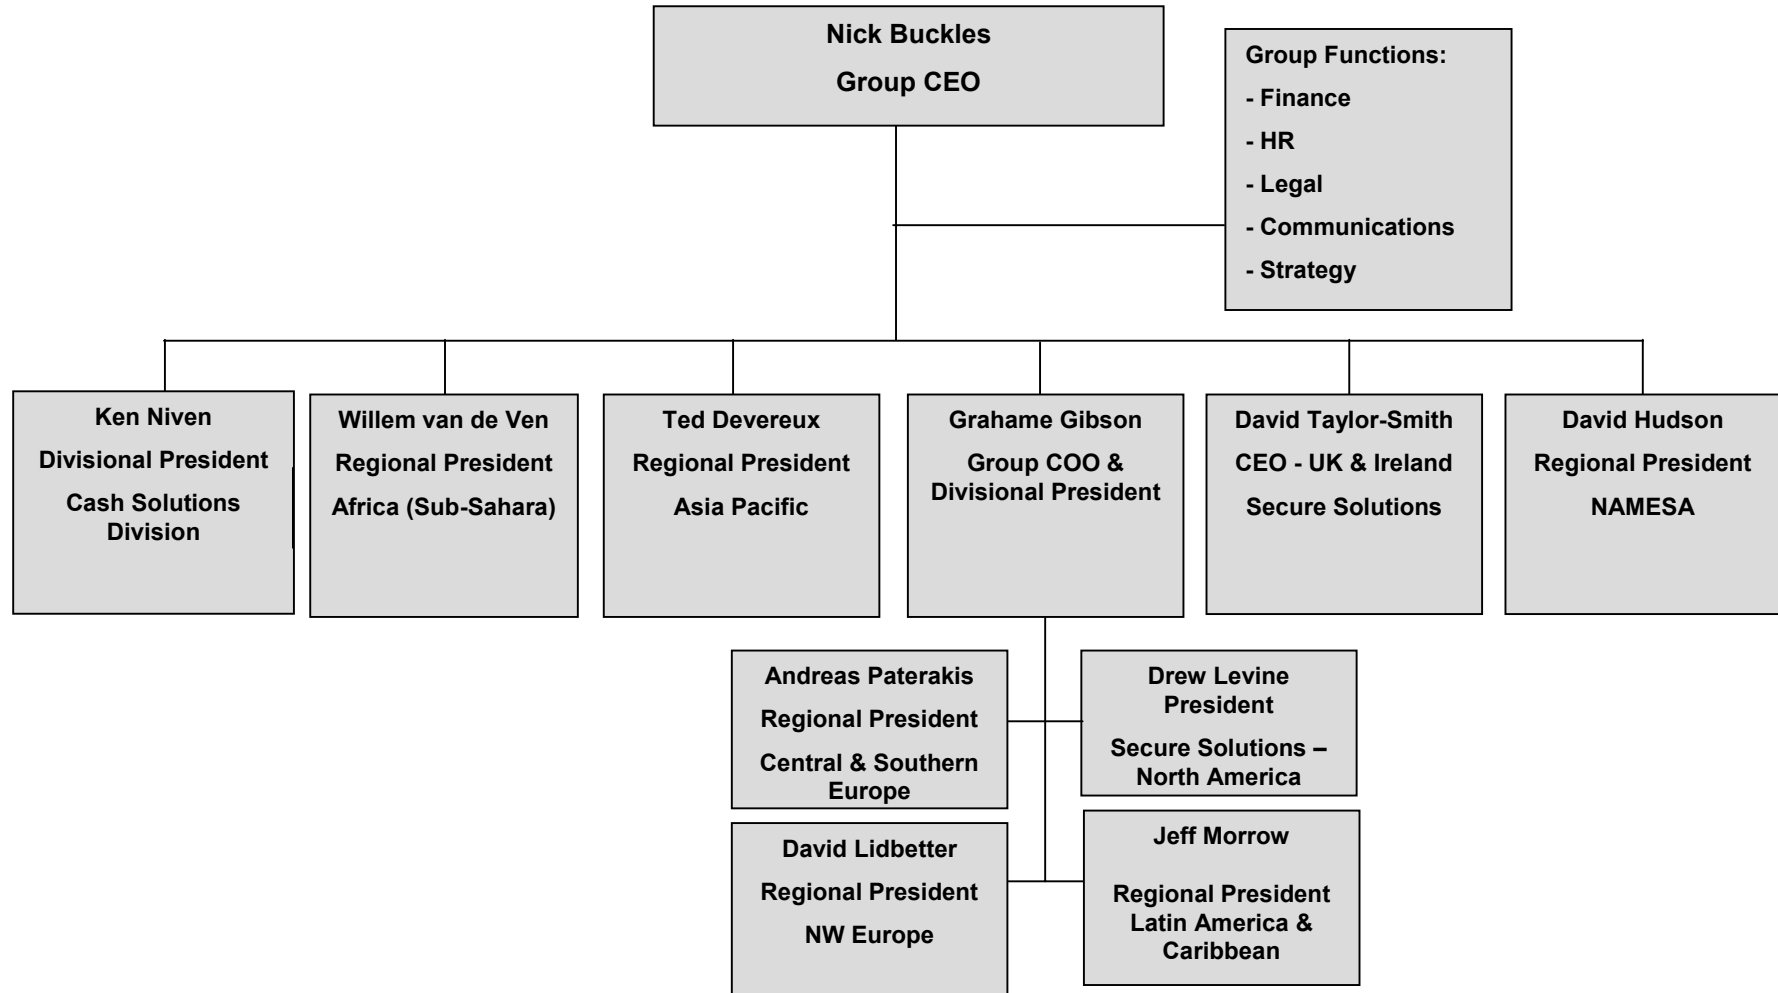 Nick Buckles
Group CEO
Group Functions:
- Finance
- HR
- Legal
- Communications
- Strategy
Ken Niven
Divisional President
Cash Solutions
Division
Willem van de Ven
Regional President
Africa (Sub-Sahara)
Ted Devereux
Regional President
Asia Pacific
Grahame Gibson
Group COO &
Divisional President
David Taylor-Smith
CEO - UK & Ireland
Secure Solutions
David Hudson
Regional President
NAMESA
Andreas Paterakis
Regional President
Central & Southern
Europe
Drew Levine
President
Secure Solutions –
North America
David Lidbetter
Regional President
NW Europe
Jeff Morrow
Regional President
Latin America &
Caribbean